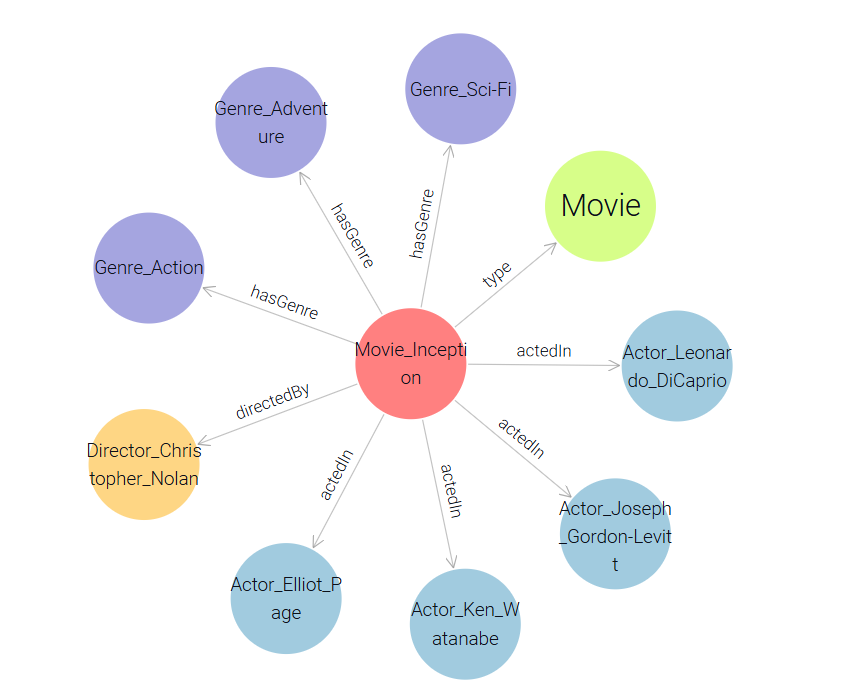 Genre_Sci-Fi
Genre_Advent
ure
Movie
hasGenre
hasGenre
Genre_Action
type
hasGenre
Movie_Incepti
on
actedIn
Actor_Leonar
do_DiCaprio
directedBy
actedIn
Director_Chris
topher_Nolan
actedIn
actedIn
Actor_Joseph
_Gordon-Levit
t
Actor_Elliot_P
age
Actor_Ken_W
atanabe